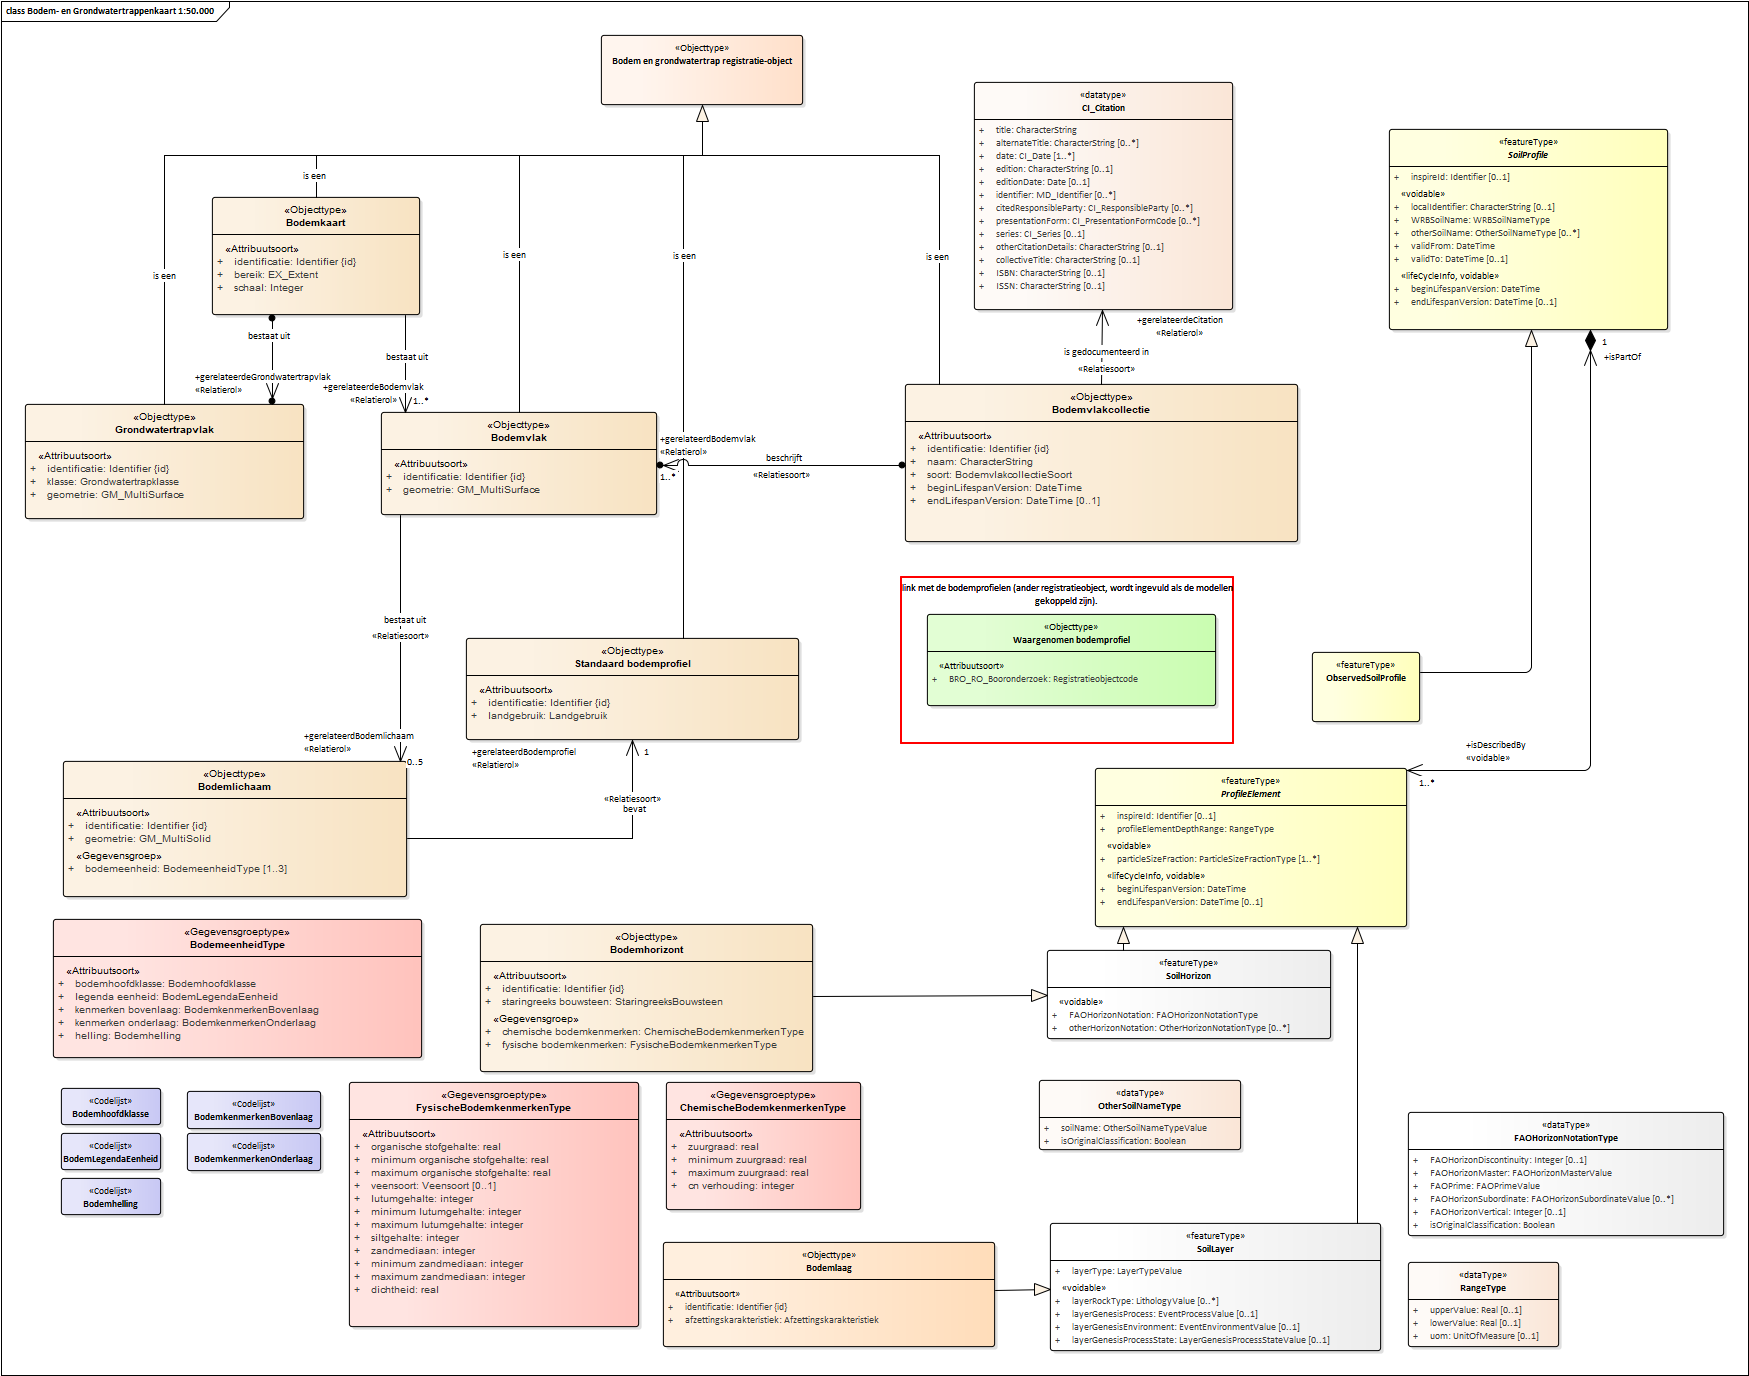 class Bodem- en Grondwatertrappenkaart 1:50.000
«Objecttype»
Bodem en grondwatertrap registratie-object
is een
is een
is een
is een
is een
«Objecttype»
Bodemkaart
«Attribuutsoort»
+ identificatie: Identifier {id}
+ bereik: EX_Extent
+ schaal: Integer
bestaat uit
+gerelateerdeGrondwatertrapvlak
«Relatierol»
bestaat uit
+gerelateerdeBodemvlak
«Relatierol»
1..*
«Objecttype»
Grondwatertrapvlak
«Attribuutsoort»
+ identificatie: Identifier {id}
+ klasse: Grondwatertrapklasse
+ geometrie: GM_MultiSurface
«Objecttype»
Bodemvlak
«Attribuutsoort»
+ identificatie: Identifier {id}
+ geometrie: GM_MultiSurface
+gerelateerdBodemvlak
«Relatierol»
1..*
beschrijft
«Relatiesoort»
«datatype»
CI_Citation
+ title: CharacterString
+ alternateTitle: CharacterString [0..*]
+ date: CI_Date [1..*]
+ edition: CharacterString [0..1]
+ editionDate: Date [0..1]
+ identifier: MD_Identifier [0..*]
+ citedResponsibleParty: CI_ResponsibleParty [0..*]
+ presentationForm: CI_PresentationFormCode [0..*]
+ series: CI_Series [0..1]
+ otherCitationDetails: CharacterString [0..1]
+ collectiveTitle: CharacterString [0..1]
+ ISBN: CharacterString [0..1]
+ ISSN: CharacterString [0..1]
+gerelateerdeCitation
«Relatierol»
is gedocumenteerd in
«Relatiesoort»
«Objecttype»
Bodemvlakcollectie
«Attribuutsoort»
+ identificatie: Identifier {id}
+ naam: CharacterString
+ soort: BodemvlakcollectieSoort
+ beginLifespanVersion: DateTime
+ endLifespanVersion: DateTime [0..1]
«featureType»
SoilProfile
+ inspireId: Identifier [0..1]
«voidable»
+ localIdentifier: CharacterString [0..1]
+ WRBSoilName: WRBSoilNameType
+ otherSoilName: OtherSoilNameType [0..*]
+ validFrom: DateTime
+ validTo: DateTime [0..1]
«lifeCycleInfo, voidable»
+ beginLifespanVersion: DateTime
+ endLifespanVersion: DateTime [0..1]
1
+isPartOf
link met de bodemprofielen (ander registratieobject, wordt ingevuld als de modellen
gekoppeld zijn).
«Objecttype»
Waargenomen bodemprofiel
«Attribuutsoort»
+ BRO_RO_Booronderzoek: Registratieobjectcode
«featureType»
ObservedSoilProfile
+isDescribedBy
«voidable»
1..*
bestaat uit
«Relatiesoort»
+gerelateerdBodemlichaam
«Relatierol»
0..5
«Objecttype»
Standaard bodemprofiel
«Attribuutsoort»
+ identificatie: Identifier {id}
+ landgebruik: Landgebruik
+gerelateerdBodemprofiel
«Relatierol»
1
«Relatiesoort»
bevat
«Objecttype»
Bodemlichaam
«Attribuutsoort»
+ identificatie: Identifier {id}
+ geometrie: GM_MultiSolid
«Gegevensgroep»
+ bodemeenheid: BodemeenheidType [1..3]
«featureType»
ProfileElement
+ inspireId: Identifier [0..1]
+ profileElementDepthRange: RangeType
«voidable»
+ particleSizeFraction: ParticleSizeFractionType [1..*]
«lifeCycleInfo, voidable»
+ beginLifespanVersion: DateTime
+ endLifespanVersion: DateTime [0..1]
«Gegevensgroeptype»
BodemeenheidType
«Attribuutsoort»
+ bodemhoofdklasse: Bodemhoofdklasse
+ legenda eenheid: BodemLegendaEenheid
+ kenmerken bovenlaag: BodemkenmerkenBovenlaag
+ kenmerken onderlaag: BodemkenmerkenOnderlaag
+ helling: Bodemhelling
«Objecttype»
Bodemhorizont
«Attribuutsoort»
+ identificatie: Identifier {id}
+ staringreeks bouwsteen: StaringreeksBouwsteen
«Gegevensgroep»
+ chemische bodemkenmerken: ChemischeBodemkenmerkenType
+ fysische bodemkenmerken: FysischeBodemkenmerkenType
«featureType»
SoilHorizon
«voidable»
+ FAOHorizonNotation: FAOHorizonNotationType
+ otherHorizonNotation: OtherHorizonNotationType [0..*]
«Codelijst»
Bodemhoofdklasse
«Codelijst»
BodemkenmerkenBovenlaag
«Codelijst»
BodemLegendaEenheid
«Codelijst»
BodemkenmerkenOnderlaag
«Codelijst»
Bodemhelling
«Gegevensgroeptype»
FysischeBodemkenmerkenType
«Attribuutsoort»
+ organische stofgehalte: real
+ minimum organische stofgehalte: real
+ maximum organische stofgehalte: real
+ veensoort: Veensoort [0..1]
+ lutumgehalte: integer
+ minimum lutumgehalte: integer
+ maximum lutumgehalte: integer
+ siltgehalte: integer
+ zandmediaan: integer
+ minimum zandmediaan: integer
+ maximum zandmediaan: integer
+ dichtheid: real
«Gegevensgroeptype»
ChemischeBodemkenmerkenType
«Attribuutsoort»
+ zuurgraad: real
+ minimum zuurgraad: real
+ maximum zuurgraad: real
+ cn verhouding: integer
«dataType»
OtherSoilNameType
+ soilName: OtherSoilNameTypeValue
+ isOriginalClassification: Boolean
«dataType»
FAOHorizonNotationType
+ FAOHorizonDiscontinuity: Integer [0..1]
+ FAOHorizonMaster: FAOHorizonMasterValue
+ FAOPrime: FAOPrimeValue
+ FAOHorizonSubordinate: FAOHorizonSubordinateValue [0..*]
+ FAOHorizonVertical: Integer [0..1]
+ isOriginalClassification: Boolean
«Objecttype»
Bodemlaag
«Attribuutsoort»
+ identificatie: Identifier {id}
+ afzettingskarakteristiek: Afzettingskarakteristiek
«featureType»
SoilLayer
+ layerType: LayerTypeValue
«voidable»
+ layerRockType: LithologyValue [0..*]
+ layerGenesisProcess: EventProcessValue [0..1]
+ layerGenesisEnvironment: EventEnvironmentValue [0..1]
+ layerGenesisProcessState: LayerGenesisProcessStateValue [0..1]
«dataType»
RangeType
+ upperValue: Real [0..1]
+ lowerValue: Real [0..1]
+ uom: UnitOfMeasure [0..1]